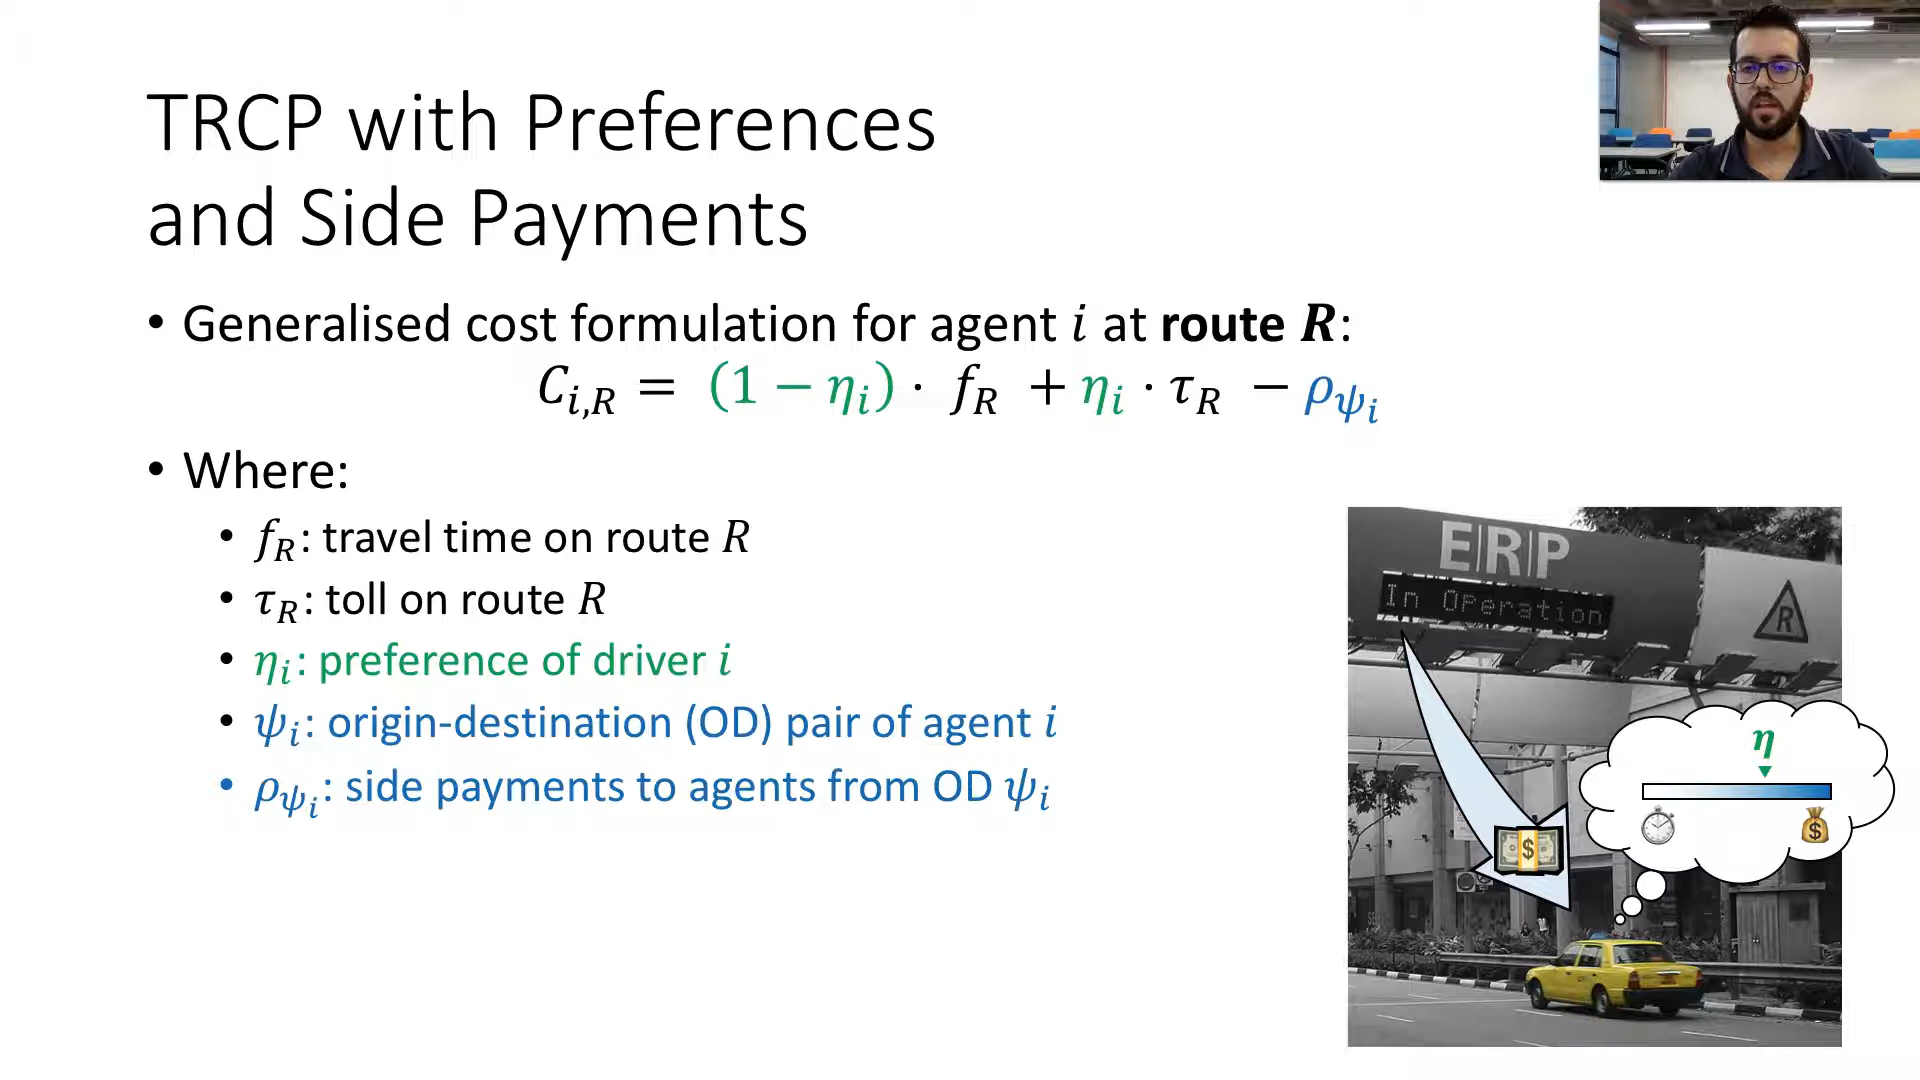 TRCP with Preferences
and Side Payments
• Generalised cost formulation for agent i at route R:
C_{i,R} = (1 − η_i) · f_R + η_i · τ_R − ρ_{ψ_i}
• Where:
• f_R: travel time on route R
• τ_R: toll on route R
• η_i: preference of driver i
• ψ_i: origin-destination (OD) pair of agent i
• ρ_{ψ_i}: side payments to agents from OD ψ_i
E|R|P
In Operation
R
η
$
$